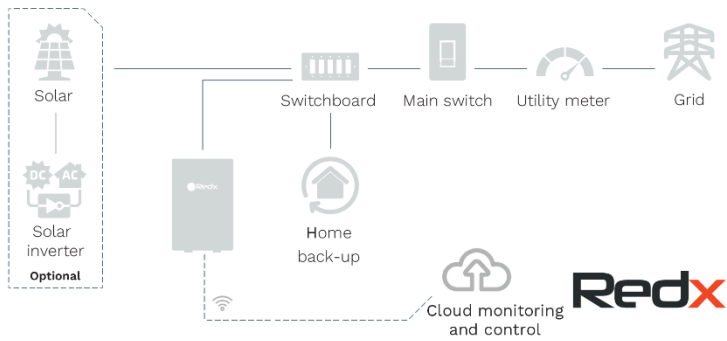 Solar
Switchboard
Main switch
Utility meter
Grid
DC
AC
Redx
Solar
inverter
Optional
Home
back-up
Cloud monitoring
and control
Redx